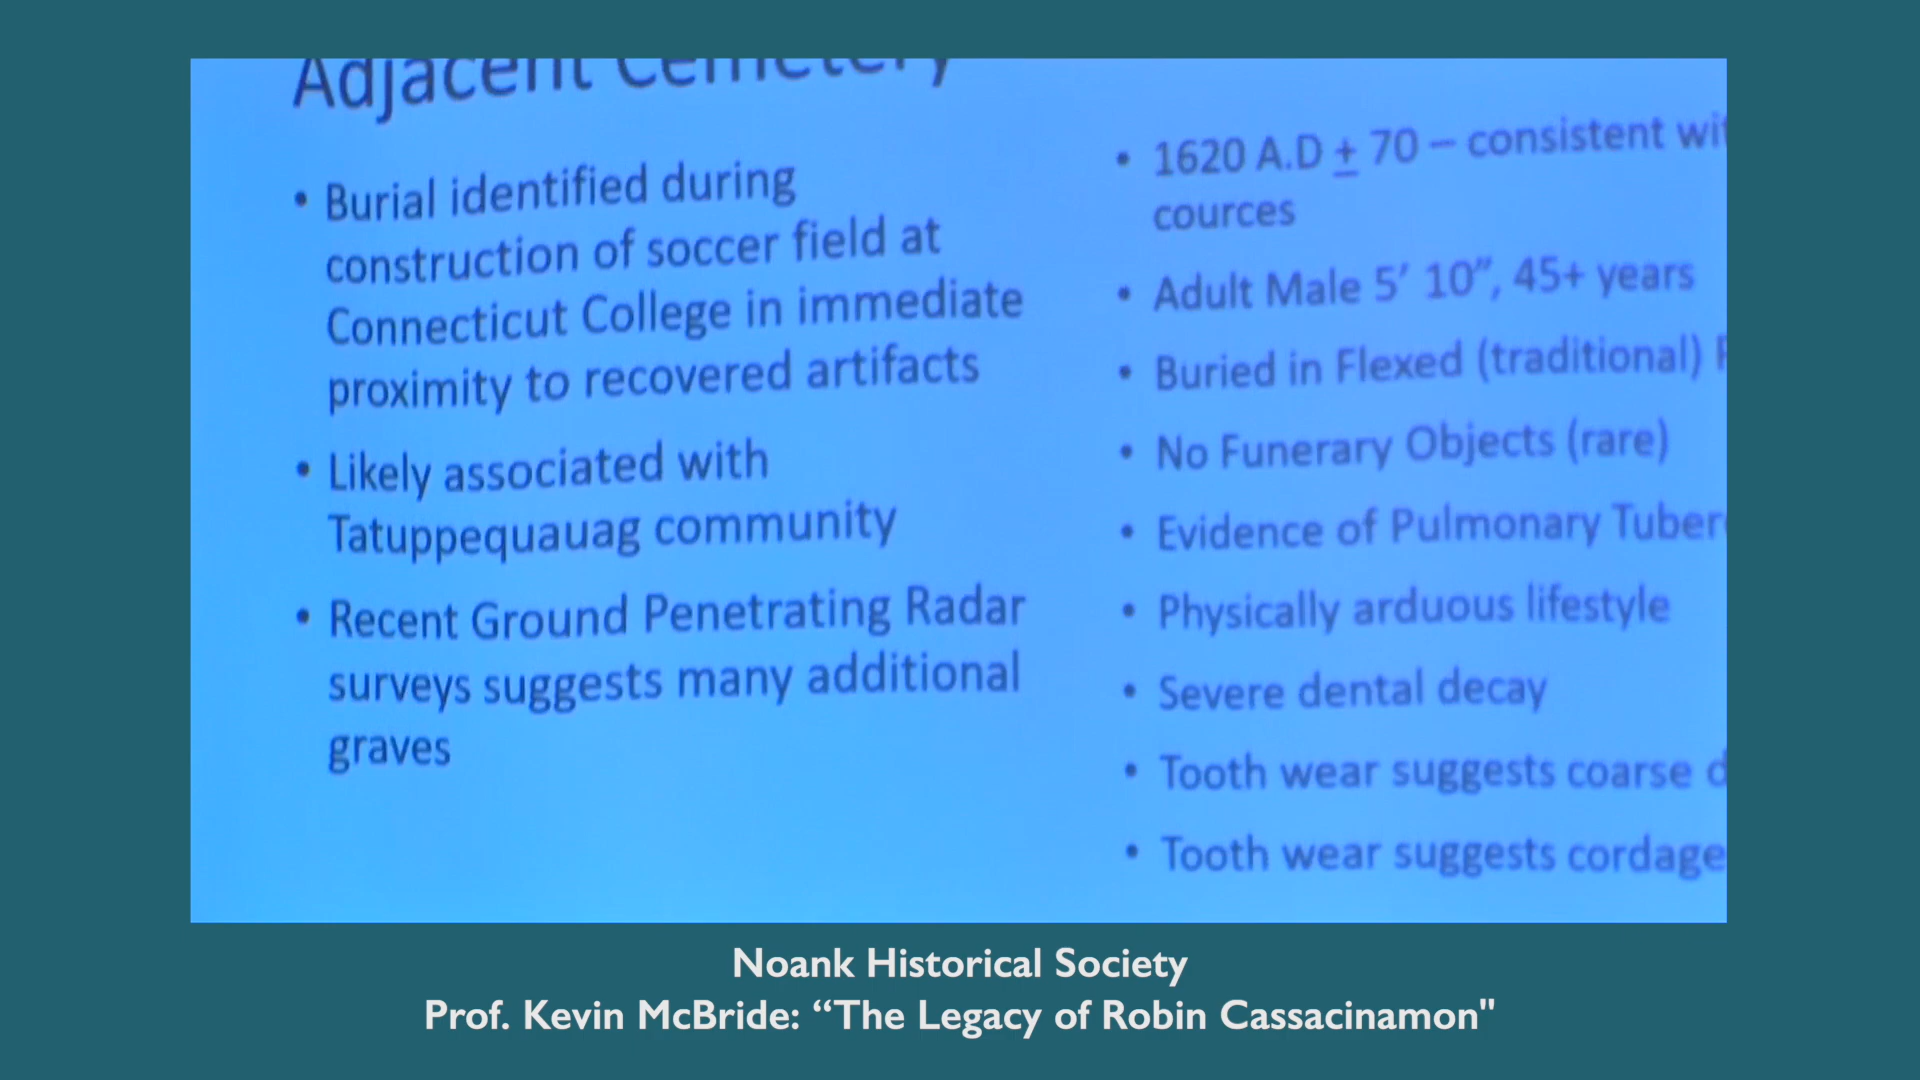 Adjacent Cemetery
• Burial identified during
construction of soccer field at
Connecticut College in immediate
proximity to recovered artifacts
• Likely associated with
Tatuppequauag community
• Recent Ground Penetrating Radar
surveys suggests many additional
graves
• 1620 A.D ± 70 – consistent
cources
• Adult Male 5’ 10”, 45+ years
• Buried in Flexed (traditional)
• No Funerary Objects (rare)
• Evidence of Pulmonary
• Physically arduous lifestyle
• Severe dental decay
• Tooth wear suggests coarse
• Tooth wear suggests cordage
Noank Historical Society
Prof. Kevin McBride: “The Legacy of Robin Cassacinamon"